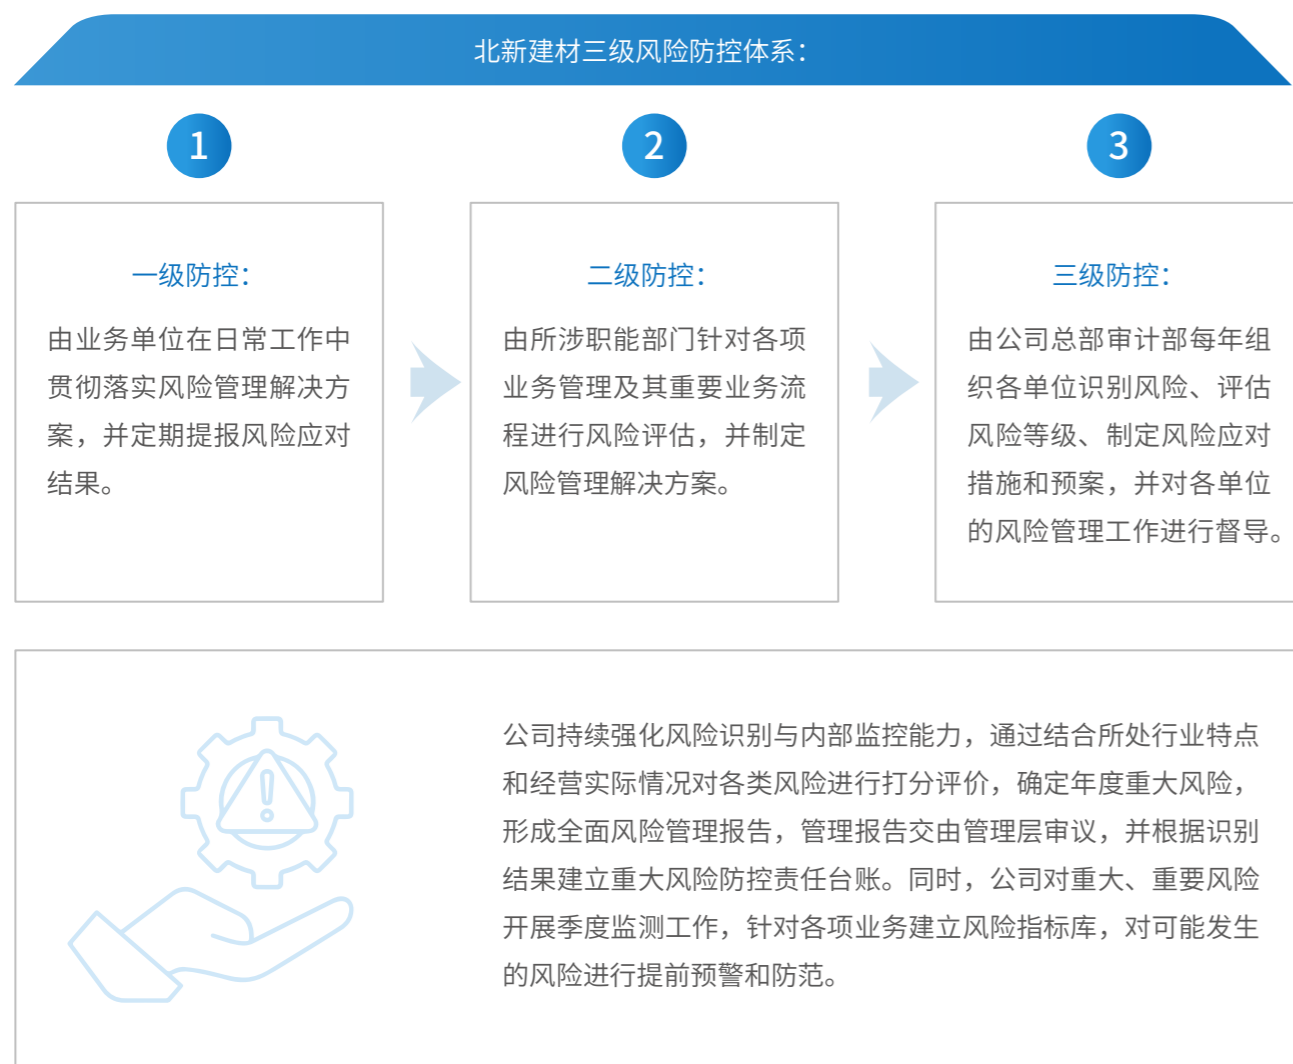 北新建材三级风险防控体系：
1
一级防控：
由业务单位在日常工作中
贯彻落实风险管理解决方
案，并定期提报风险应对
结果。
2
二级防控：
由所涉职能部门针对各项
业务管理及其重要业务流
程进行风险评估，并制定
风险管理解决方案。
3
三级防控：
由公司总部审计部每年组
织各单位识别风险、评估
风险等级、制定风险应对
措施和预案，并对各单位
的风险管理工作进行督导。
公司持续强化风险识别与内部监控能力，通过结合所处行业特点
和经营实际情况对各类风险进行打分评价，确定年度重大风险，
形成全面风险管理报告，管理报告交由管理层审议，并根据识别
结果建立重大风险防控责任台账。同时，公司对重大、重要风险
开展季度监测工作，针对各项业务建立风险指标库，对可能发生
的风险进行提前预警和防范。